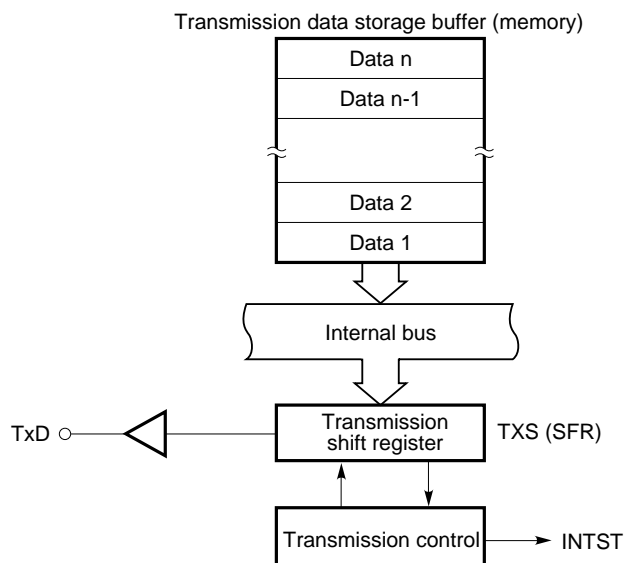 Transmission data storage buffer (memory)
Data n
Data n-1
Data 2
Data 1
Internal bus
TxD
Transmission
shift register
TXS (SFR)
Transmission control
INTST